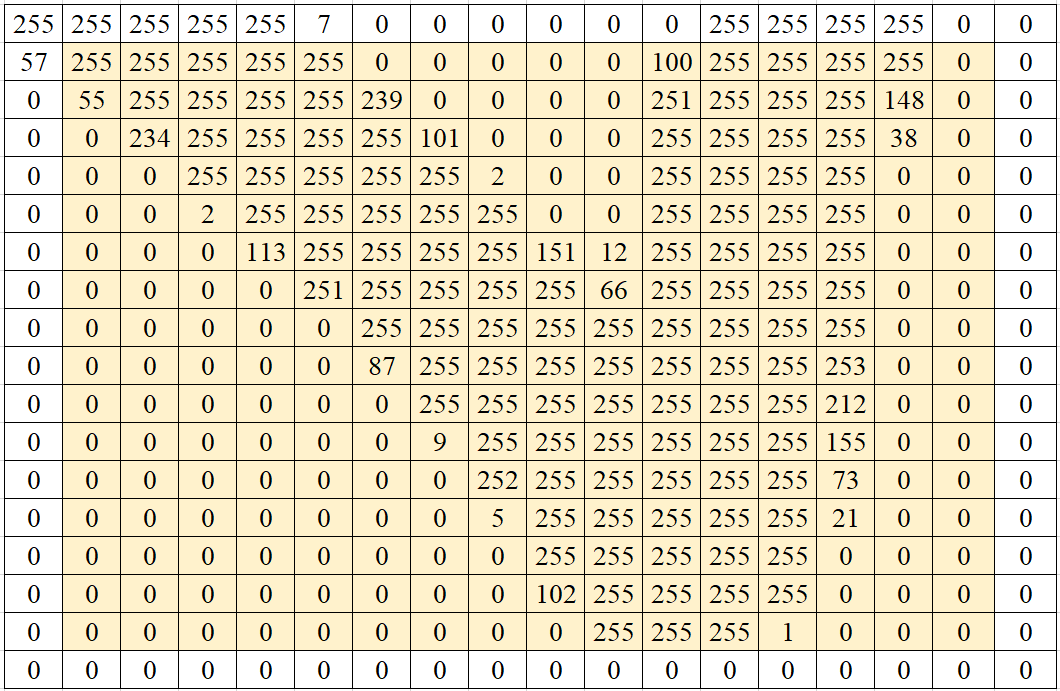 255 255 255 255 255 7 0 0 0 0 0 0 255 255 255 255 0 0
57 255 255 255 255 255 0 0 0 0 0 100 255 255 255 255 0 0
0 55 255 255 255 255 239 0 0 0 0 251 255 255 255 148 0 0
0 0 234 255 255 255 255 101 0 0 0 255 255 255 255 38 0 0
0 0 0 255 255 255 255 255 2 0 0 255 255 255 255 0 0 0
0 0 0 2 255 255 255 255 255 0 0 255 255 255 255 0 0 0
0 0 0 0 113 255 255 255 255 151 12 255 255 255 255 0 0 0
0 0 0 0 0 251 255 255 255 255 66 255 255 255 255 0 0 0
0 0 0 0 0 0 255 255 255 255 255 255 255 255 255 0 0 0
0 0 0 0 0 0 87 255 255 255 255 255 255 255 253 0 0 0
0 0 0 0 0 0 0 255 255 255 255 255 255 255 212 0 0 0
0 0 0 0 0 0 0 9 255 255 255 255 255 255 155 0 0 0
0 0 0 0 0 0 0 0 252 255 255 255 255 255 73 0 0 0
0 0 0 0 0 0 0 0 5 255 255 255 255 255 21 0 0 0
0 0 0 0 0 0 0 0 0 255 255 255 255 255 0 0 0 0
0 0 0 0 0 0 0 0 0 102 255 255 255 255 0 0 0 0
0 0 0 0 0 0 0 0 0 0 255 255 255 1 0 0 0 0
0 0 0 0 0 0 0 0 0 0 0 0 0 0 0 0 0 0